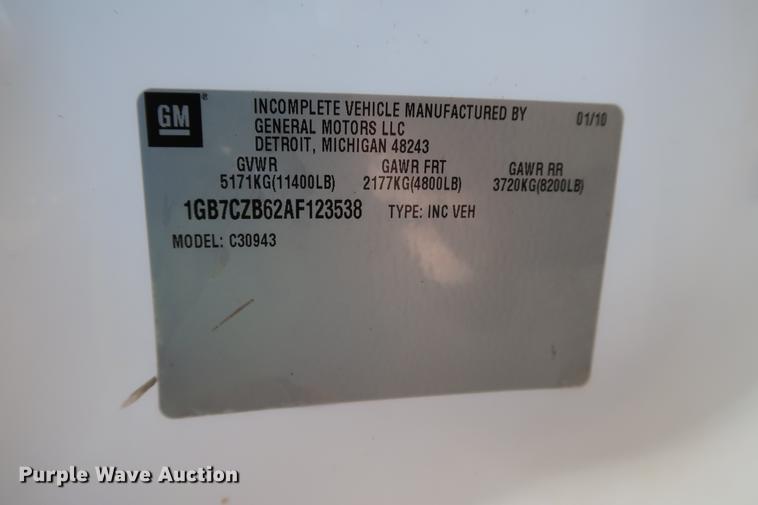 GM
INCOMPLETE VEHICLE MANUFACTURED BY 01/10
GENERAL MOTORS LLC
DETROIT, MICHIGAN 48243
GVWR GAWR FRT GAWR RR
5171KG(11400LB) 2177KG(4800LB) 3720KG(8200LB)
1GB7CZB62AF123538 TYPE: INC VEH
MODEL: C30943
Purple Wave Auction